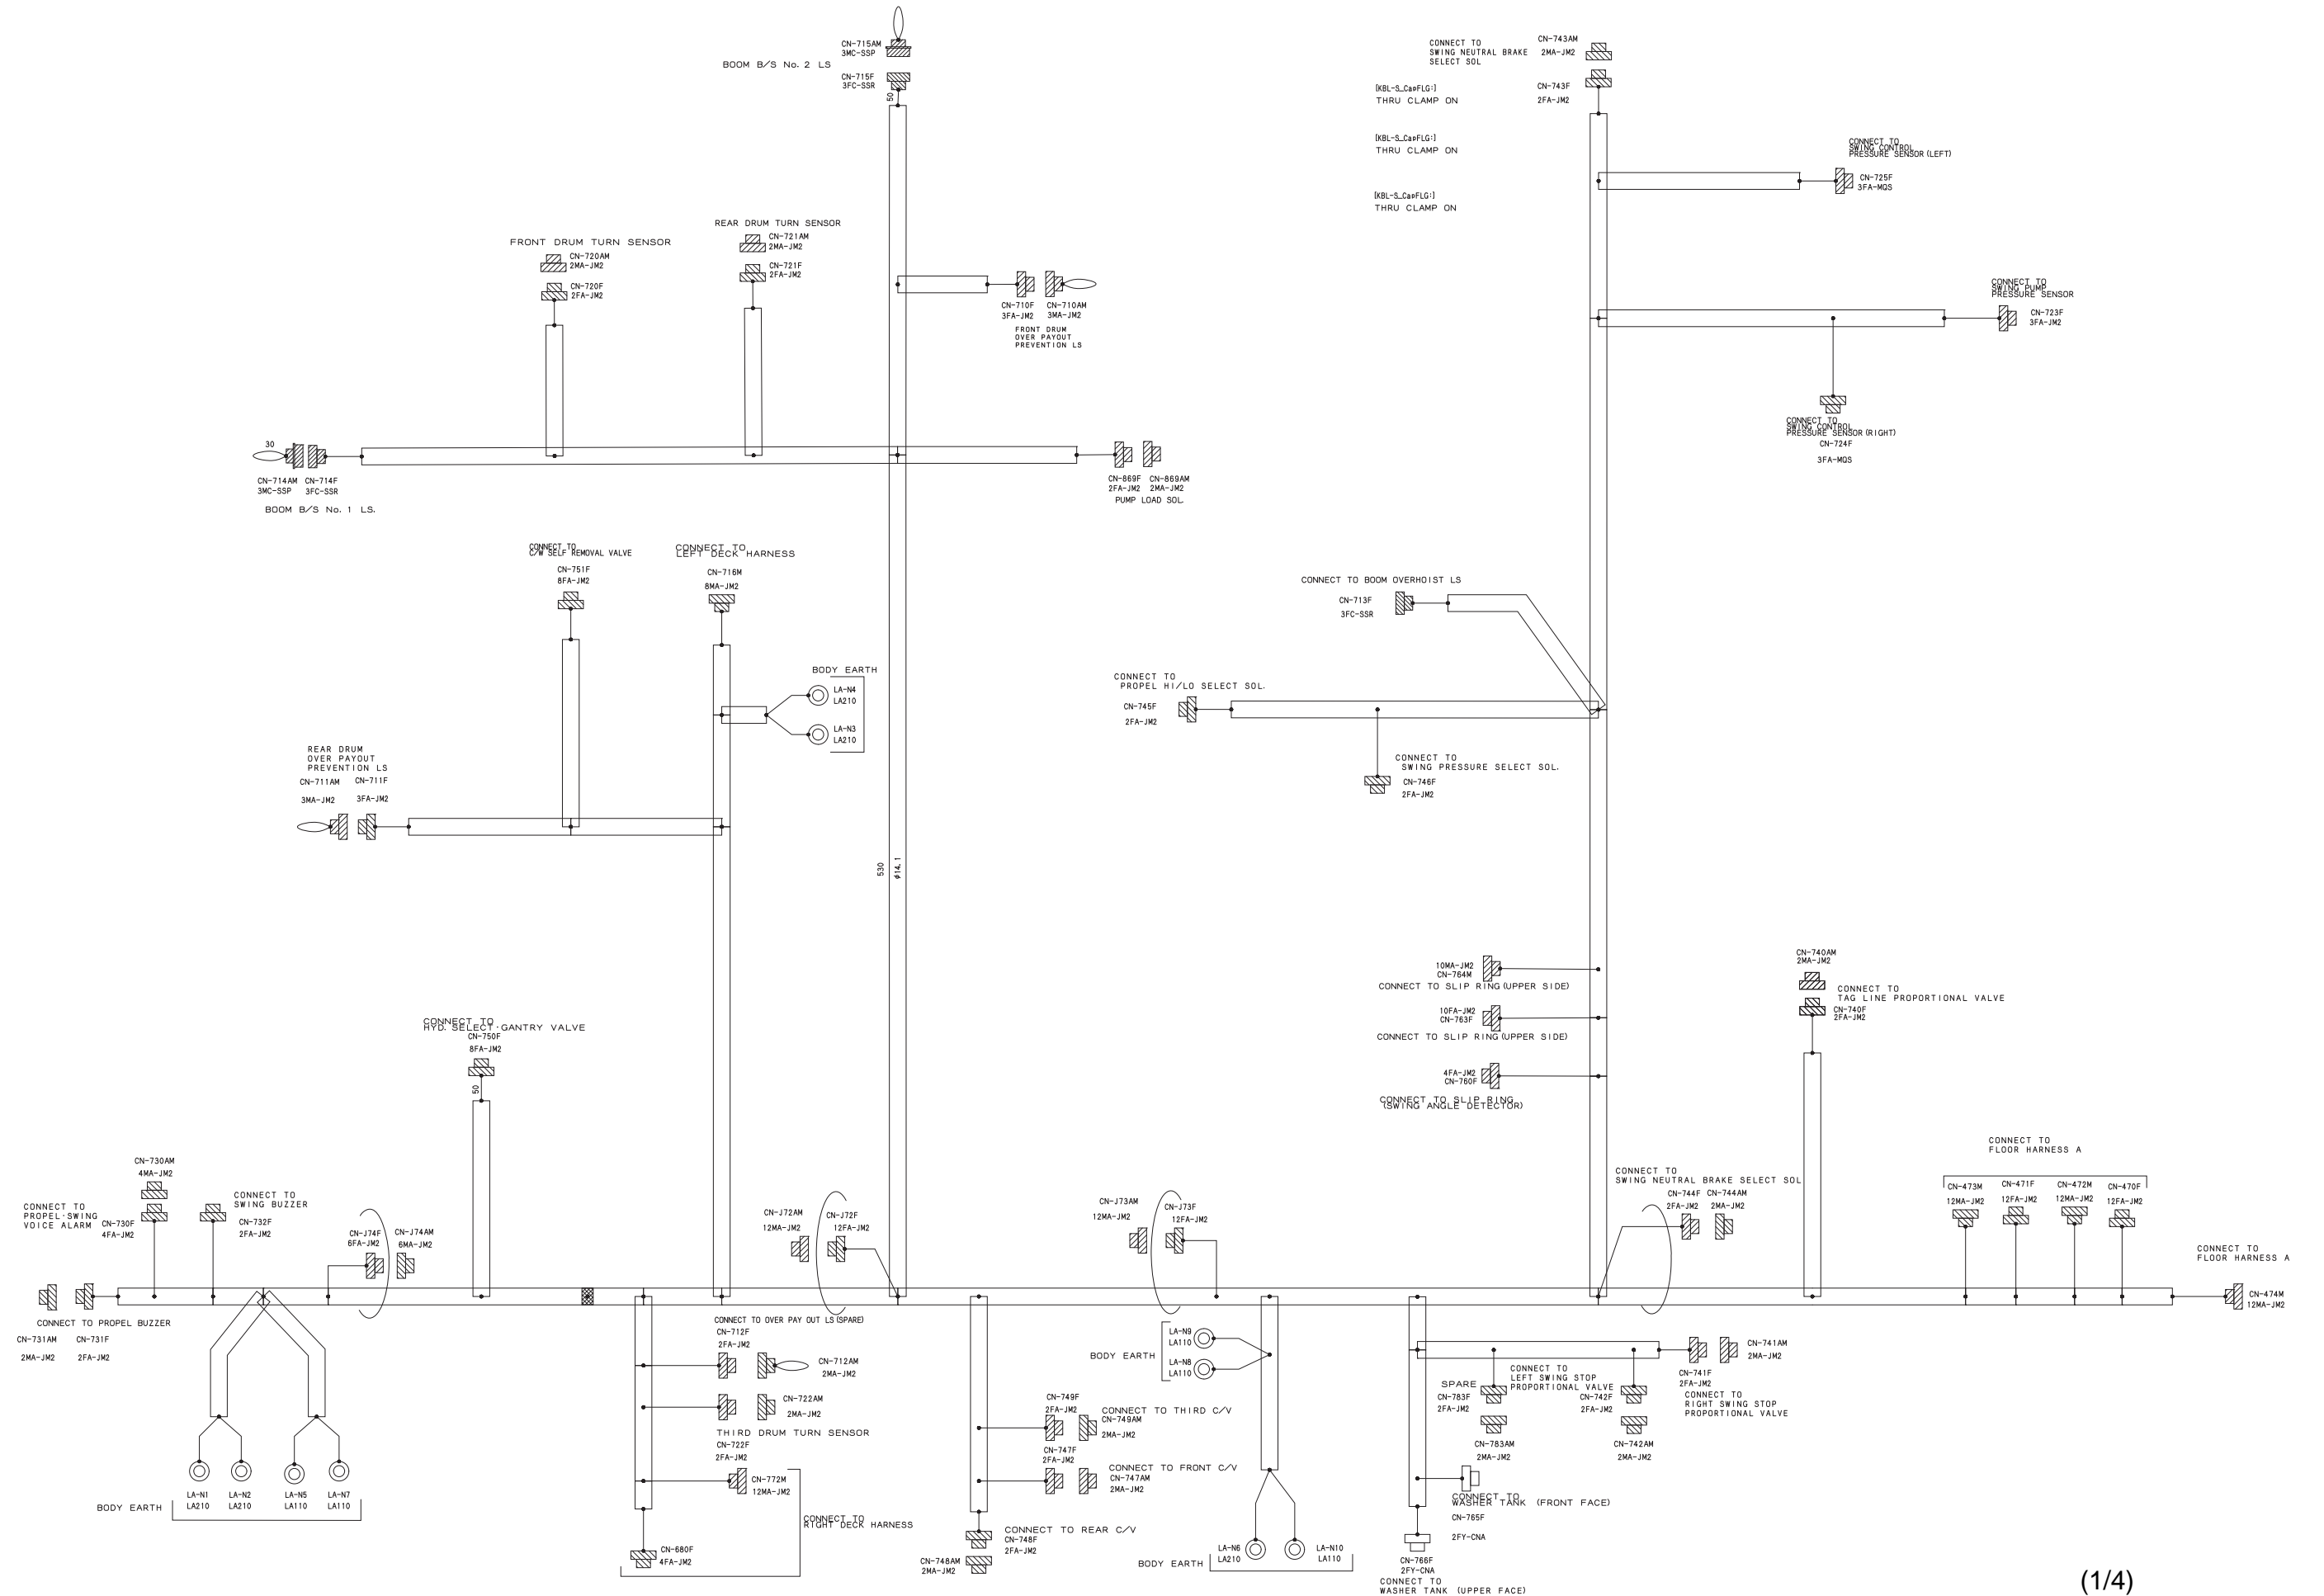 CN-715AM
3MC-SSP
BOOM B/S No. 2 LS
CN-715F
3FC-SSR
50
CONNECT TO
SWING NEUTRAL BRAKE
SELECT SOL
CN-743AM
2MA-JM2
CN-743F
2FA-JM2
[KBL-S_CapFLG:]
THRU CLAMP ON
[KBL-S_CapFLG:]
THRU CLAMP ON
[KBL-S_CapFLG:]
THRU CLAMP ON
CONNECT TO
SWING CONTROL
PRESSURE SENSOR(LEFT)
CN-725F
3FA-MQS
FRONT DRUM TURN SENSOR
CN-720AM
2MA-JM2
CN-720F
2FA-JM2
REAR DRUM TURN SENSOR
CN-721AM
2MA-JM2
CN-721F
2FA-JM2
CN-710F
3FA-JM2
CN-710AM
3MA-JM2
FRONT DRUM
OVER PAYOUT
PREVENTION LS
CONNECT TO
SWING PUMP
PRESSURE SENSOR
CN-723F
3FA-JM2
CONNECT TO
SWING CONTROL
PRESSURE SENSOR(RIGHT)
CN-724F
3FA-MQS
30
CN-714AM
3MC-SSP
CN-714F
3FC-SSR
BOOM B/S No. 1 LS.
CN-869F
2FA-JM2
CN-869AM
2MA-JM2
PUMP LOAD SOL.
CONNECT TO
C/W SELF REMOVAL VALVE
CN-751F
8FA-JM2
CONNECT TO
LEFT DECK HARNESS
CN-716M
8MA-JM2
BODY EARTH
LA-N4
LA210
LA-N3
LA210
CONNECT TO BOOM OVERHOIST LS
CN-713F
3FC-SSR
CONNECT TO
PROPEL HI/LO SELECT SOL.
CN-745F
2FA-JM2
CONNECT TO
SWING PRESSURE SELECT SOL.
CN-746F
2FA-JM2
REAR DRUM
OVER PAYOUT
PREVENTION LS
CN-711AM
3MA-JM2
CN-711F
3FA-JM2
530
φ14.1
10MA-JM2
CN-764M
CONNECT TO SLIP RING(UPPER SIDE)
10FA-JM2
CN-763F
CONNECT TO SLIP RING(UPPER SIDE)
4FA-JM2
CN-760F
CONNECT TO SLIP RING
(SWING ANGLE DETECTOR)
CN-740AM
2MA-JM2
CONNECT TO
TAG LINE PROPORTIONAL VALVE
CN-740F
2FA-JM2
CONNECT TO
HYD. SELECT·GANTRY VALVE
CN-750F
8FA-JM2
50
CONNECT TO
PROPEL·SWING
VOICE ALARM
CN-730AM
4MA-JM2
CN-730F
4FA-JM2
CONNECT TO
SWING BUZZER
CN-732F
2FA-JM2
CN-J74F
6FA-JM2
CN-J74AM
6MA-JM2
CN-J72AM
12MA-JM2
CN-J72F
12FA-JM2
CN-J73AM
12MA-JM2
CN-J73F
12FA-JM2
CONNECT TO
SWING NEUTRAL BRAKE SELECT SOL
CN-744F
2FA-JM2
CN-744AM
2MA-JM2
CONNECT TO
FLOOR HARNESS A
CN-473M
12MA-JM2
CN-471F
12FA-JM2
CN-472M
12MA-JM2
CN-470F
12FA-JM2
CONNECT TO
FLOOR HARNESS A
CN-474M
12MA-JM2
CONNECT TO PROPEL BUZZER
CN-731AM
2MA-JM2
CN-731F
2FA-JM2
CONNECT TO OVER PAY OUT LS(SPARE)
CN-712F
2FA-JM2
CN-712AM
2MA-JM2
CN-722AM
2MA-JM2
THIRD DRUM TURN SENSOR
CN-722F
2FA-JM2
CN-772M
12MA-JM2
CONNECT TO
RIGHT DECK HARNESS
CN-680F
4FA-JM2
LA-N1
LA210
LA-N2
LA210
LA-N5
LA110
LA-N7
LA110
BODY EARTH
LA-N9
LA110
LA-N8
LA110
BODY EARTH
CN-749F
2FA-JM2
CONNECT TO THIRD C/V
CN-749AM
2MA-JM2
CN-747F
2FA-JM2
CONNECT TO FRONT C/V
CN-747AM
2MA-JM2
CONNECT TO REAR C/V
CN-748F
2FA-JM2
CN-748AM
2MA-JM2
LA-N6
LA210
LA-N10
LA110
BODY EARTH
CN-741AM
2MA-JM2
CN-741F
2FA-JM2
CONNECT TO
RIGHT SWING STOP
PROPORTIONAL VALVE
CONNECT TO
LEFT SWING STOP
PROPORTIONAL VALVE
SPARE
CN-783F
2FA-JM2
CN-742F
2FA-JM2
CN-783AM
2MA-JM2
CN-742AM
2MA-JM2
CONNECT TO
WASHER TANK (FRONT FACE)
CN-765F
2FY-CNA
CN-766F
2FY-CNA
CONNECT TO
WASHER TANK (UPPER FACE)
(1/4)